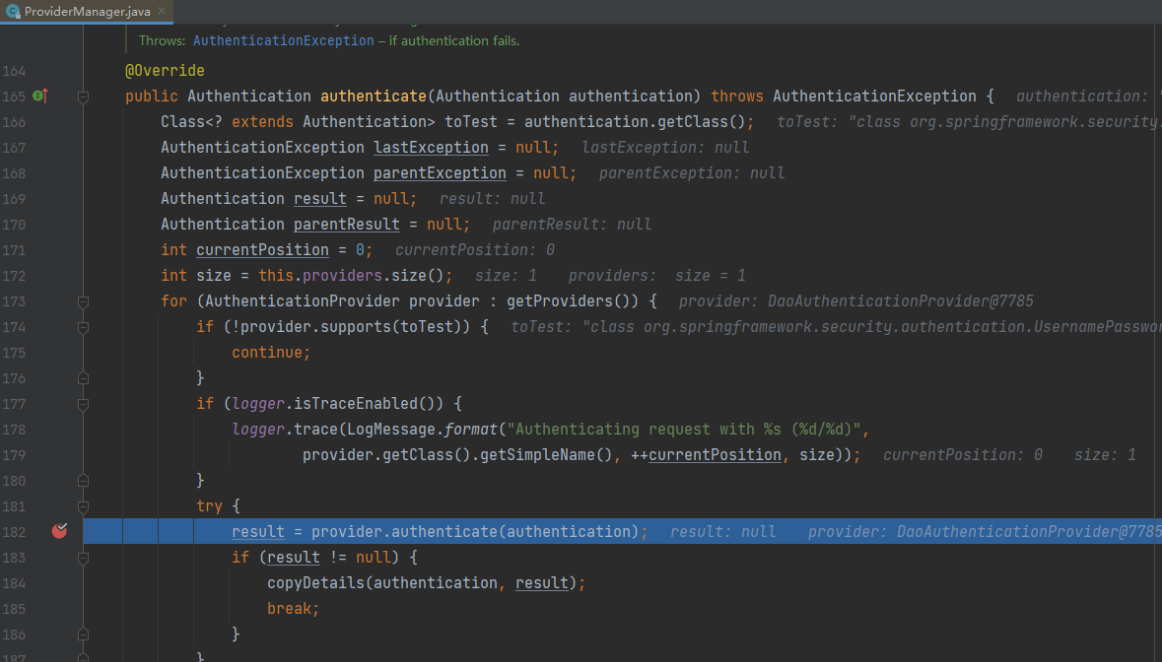 ProviderManager.java
Throws: AuthenticationException – if authentication fails.
164 @Override
165 public Authentication authenticate(Authentication authentication) throws AuthenticationException { authentication: "
166 Class<? extends Authentication> toTest = authentication.getClass(); toTest: "class org.springframework.security.
167 AuthenticationException lastException = null; lastException: null
168 AuthenticationException parentException = null; parentException: null
169 Authentication result = null; result: null
170 Authentication parentResult = null; parentResult: null
171 int currentPosition = 0; currentPosition: 0
172 int size = this.providers.size(); size: 1 providers: size = 1
173 for (AuthenticationProvider provider : getProviders()) { provider: DaoAuthenticationProvider@7785
174 if (!provider.supports(toTest)) { toTest: "class org.springframework.security.authentication.UsernamePasswor
175 continue;
176 }
177 if (logger.isTraceEnabled()) {
178 logger.trace(LogMessage.format("Authenticating request with %s (%d/%d)",
179 provider.getClass().getSimpleName(), ++currentPosition, size)); currentPosition: 0 size: 1
180 }
181 try {
182 result = provider.authenticate(authentication); result: null provider: DaoAuthenticationProvider@7785
183 if (result != null) {
184 copyDetails(authentication, result);
185 break;
186 }
187 }